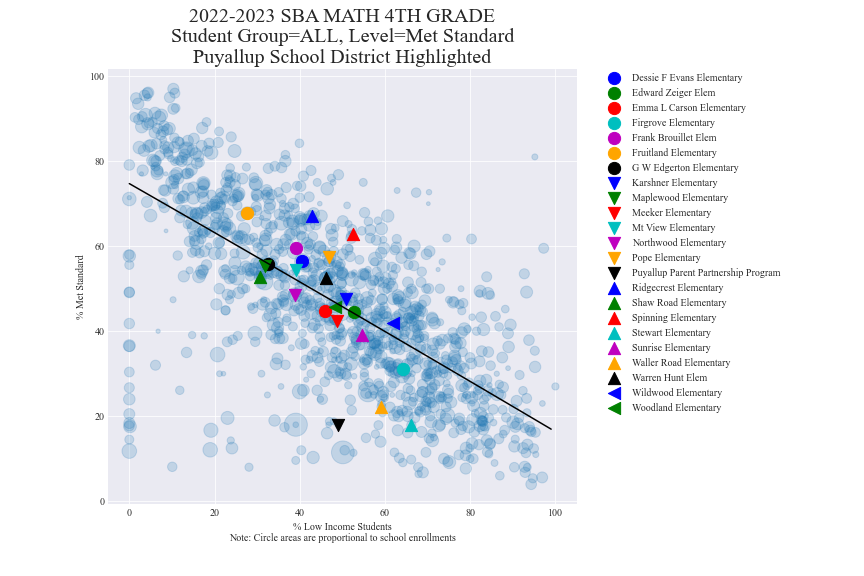 2022-2023 SBA MATH 4TH GRADE
Student Group=ALL, Level=Met Standard
Puyallup School District Highlighted
100
80
60
40
20
0
% Met Standard
0 20 40 60 80 100
% Low Income Students
Note: Circle areas are proportional to school enrollments
Dessie F Evans Elementary
Edward Zeiger Elem
Emma L Carson Elementary
Firgrove Elementary
Frank Brouillet Elem
Fruitland Elementary
G W Edgerton Elementary
Karshner Elementary
Maplewood Elementary
Meeker Elementary
Mt View Elementary
Northwood Elementary
Pope Elementary
Puyallup Parent Partnership Program
Ridgecrest Elementary
Shaw Road Elementary
Spinning Elementary
Stewart Elementary
Sunrise Elementary
Waller Road Elementary
Warren Hunt Elem
Wildwood Elementary
Woodland Elementary